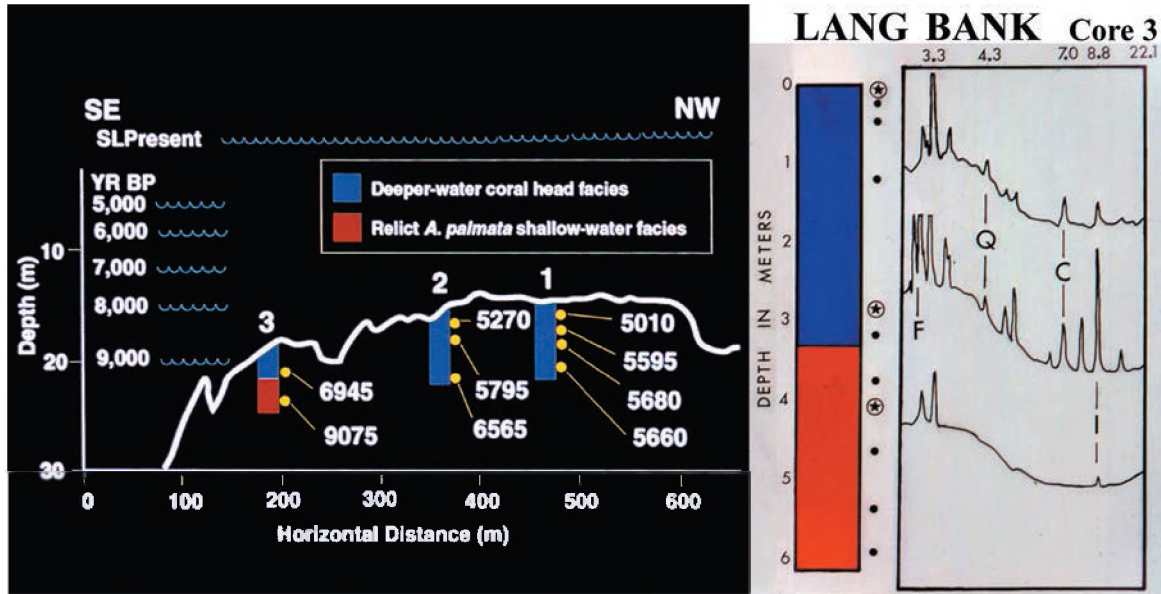 SE
NW
SLPresent
YR BP
5,000
6,000
7,000
8,000
9,000
Deeper-water coral head facies
Relict A. palmata shallow-water facies
Depth (m)
10
20
30
3
2
1
6945
9075
5270
5795
6565
5010
5595
5680
5660
0
100
200
300
400
500
600
Horizontal Distance (m)
LANG BANK Core 3
3.3 4.3 7.0 8.8 22.1
DEPTH IN METERS
0
1
2
3
4
5
6
Q
C
F
I